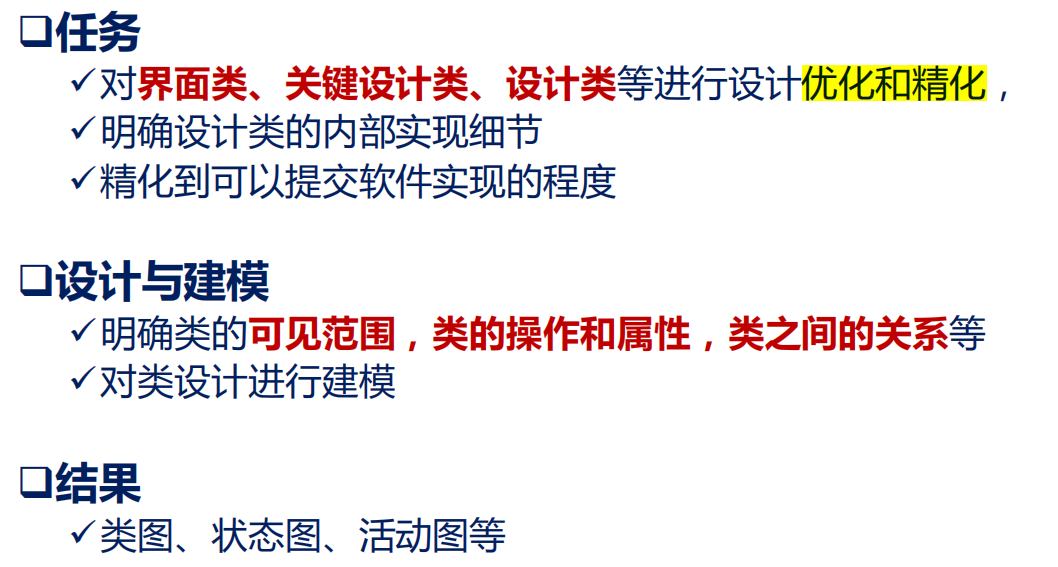 ❑任务
✓对界面类、关键设计类、设计类等进行设计优化和精化，
✓明确设计类的内部实现细节
✓精化到可以提交软件实现的程度
❑设计与建模
✓明确类的可见范围，类的操作和属性，类之间的关系等
✓对类设计进行建模
❑结果
✓类图、状态图、活动图等